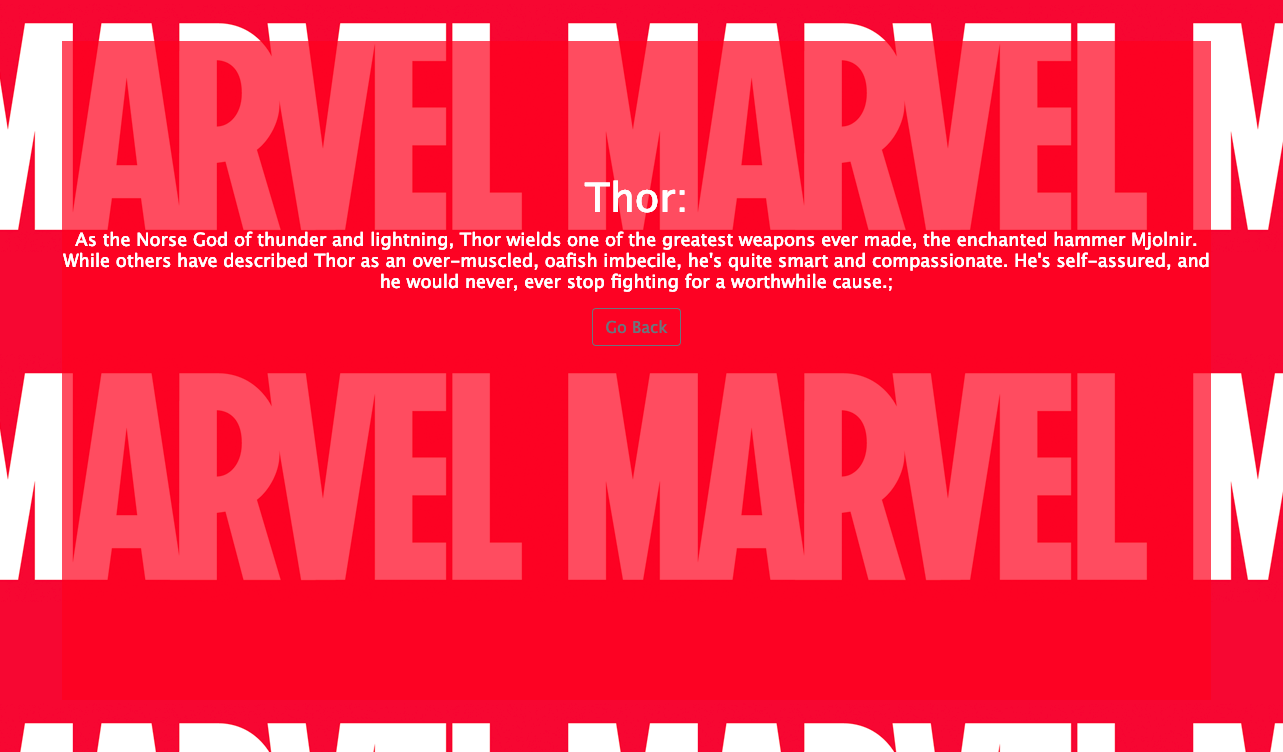 MARVEL MARVEL M
Thor:
As the Norse God of thunder and lightning, Thor wields one of the greatest weapons ever made, the enchanted hammer Mjolnir.
While others have described Thor as an over-muscled, oafish imbecile, he's quite smart and compassionate. He's self-assured, and
he would never, ever stop fighting for a worthwhile cause.;
Go Back
MARVEL MARVEL M
MARVEL MARVEL M